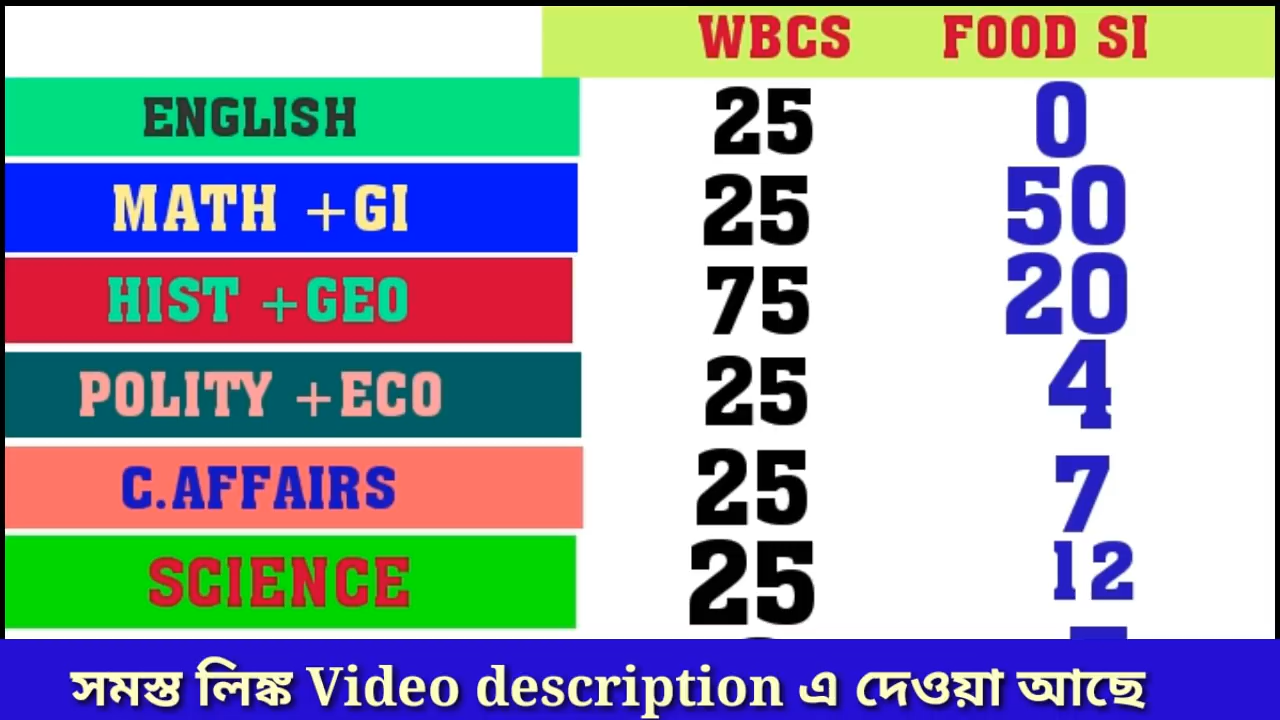 WBCS FOOD SI
ENGLISH 25 0
MATH +GI 25 50
HIST +GEO 75 20
POLITY +ECO 25 4
C.AFFAIRS 25 7
SCIENCE 25 12
সমস্ত লিঙ্ক Video description এ দেওয়া আছে